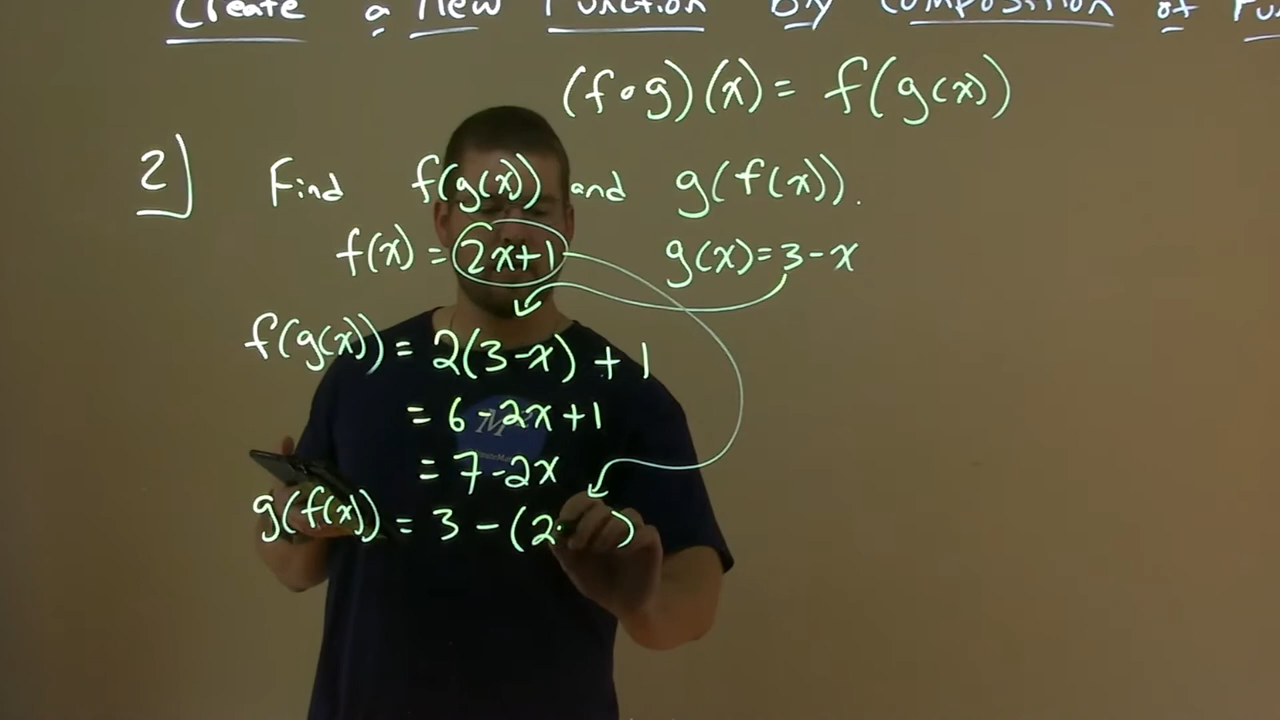 Create a New Function by Composition of
(f∘g)(x) = f(g(x))
2] Find f(g(x)) and g(f(x)).
f(x) = 2x+1 g(x) = 3-x
f(g(x)) = 2(3-x) + 1
= 6-2x+1
= 7-2x
g(f(x)) = 3 - (2 )